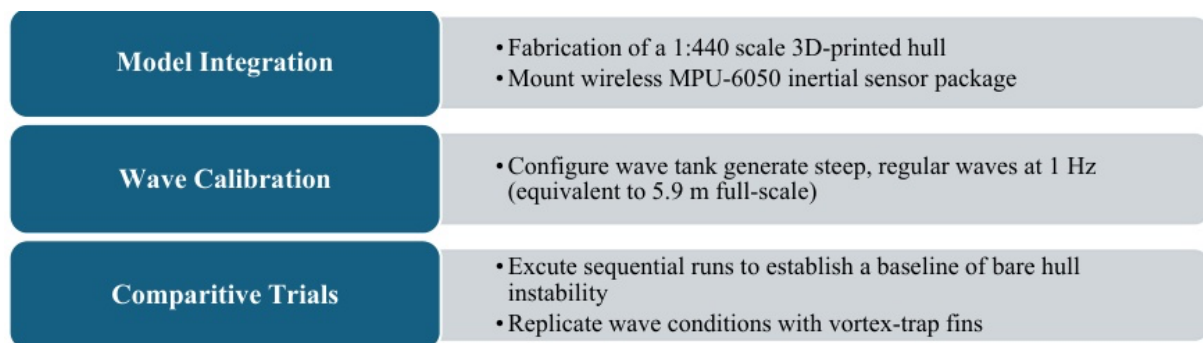 Model Integration
• Fabrication of a 1:440 scale 3D-printed hull
• Mount wireless MPU-6050 inertial sensor package
Wave Calibration
• Configure wave tank generate steep, regular waves at 1 Hz
(equivalent to 5.9 m full-scale)
Comparitive Trials
• Excute sequential runs to establish a baseline of bare hull
instability
• Replicate wave conditions with vortex-trap fins